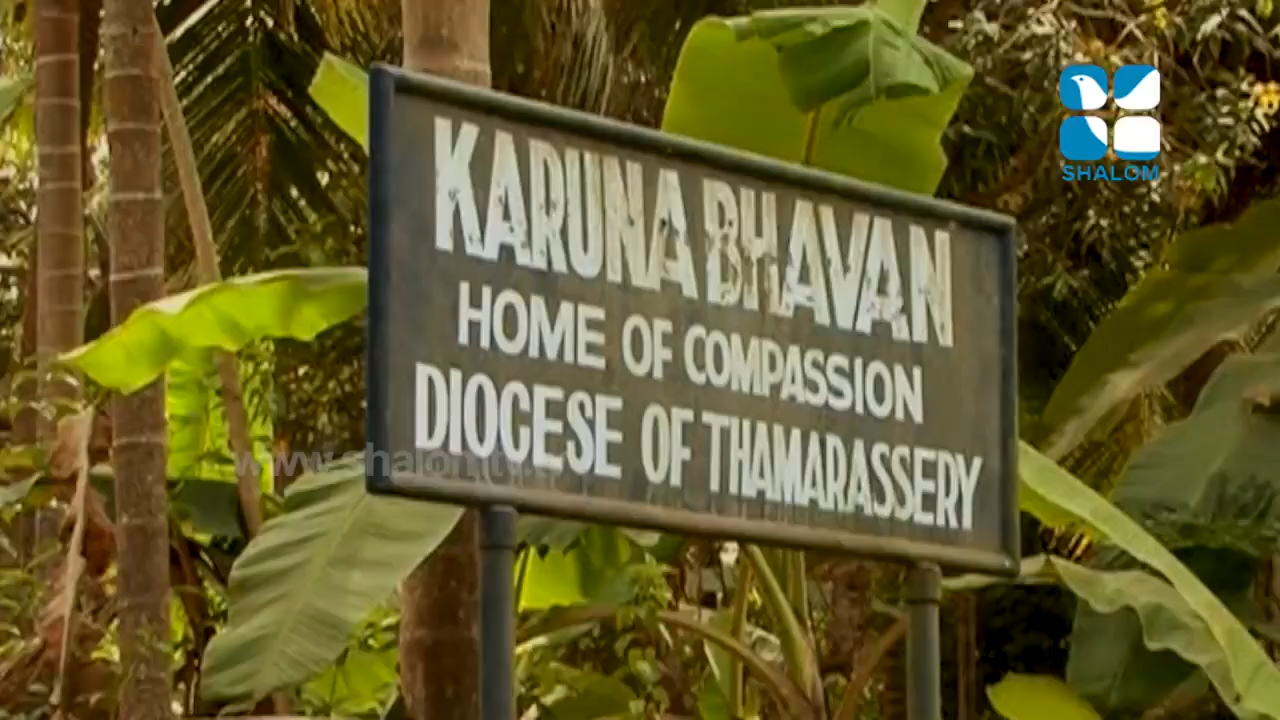 SHALOM
KARUNA BHAVAN
HOME OF COMPASSION
DIOCESE OF THAMARASSERY